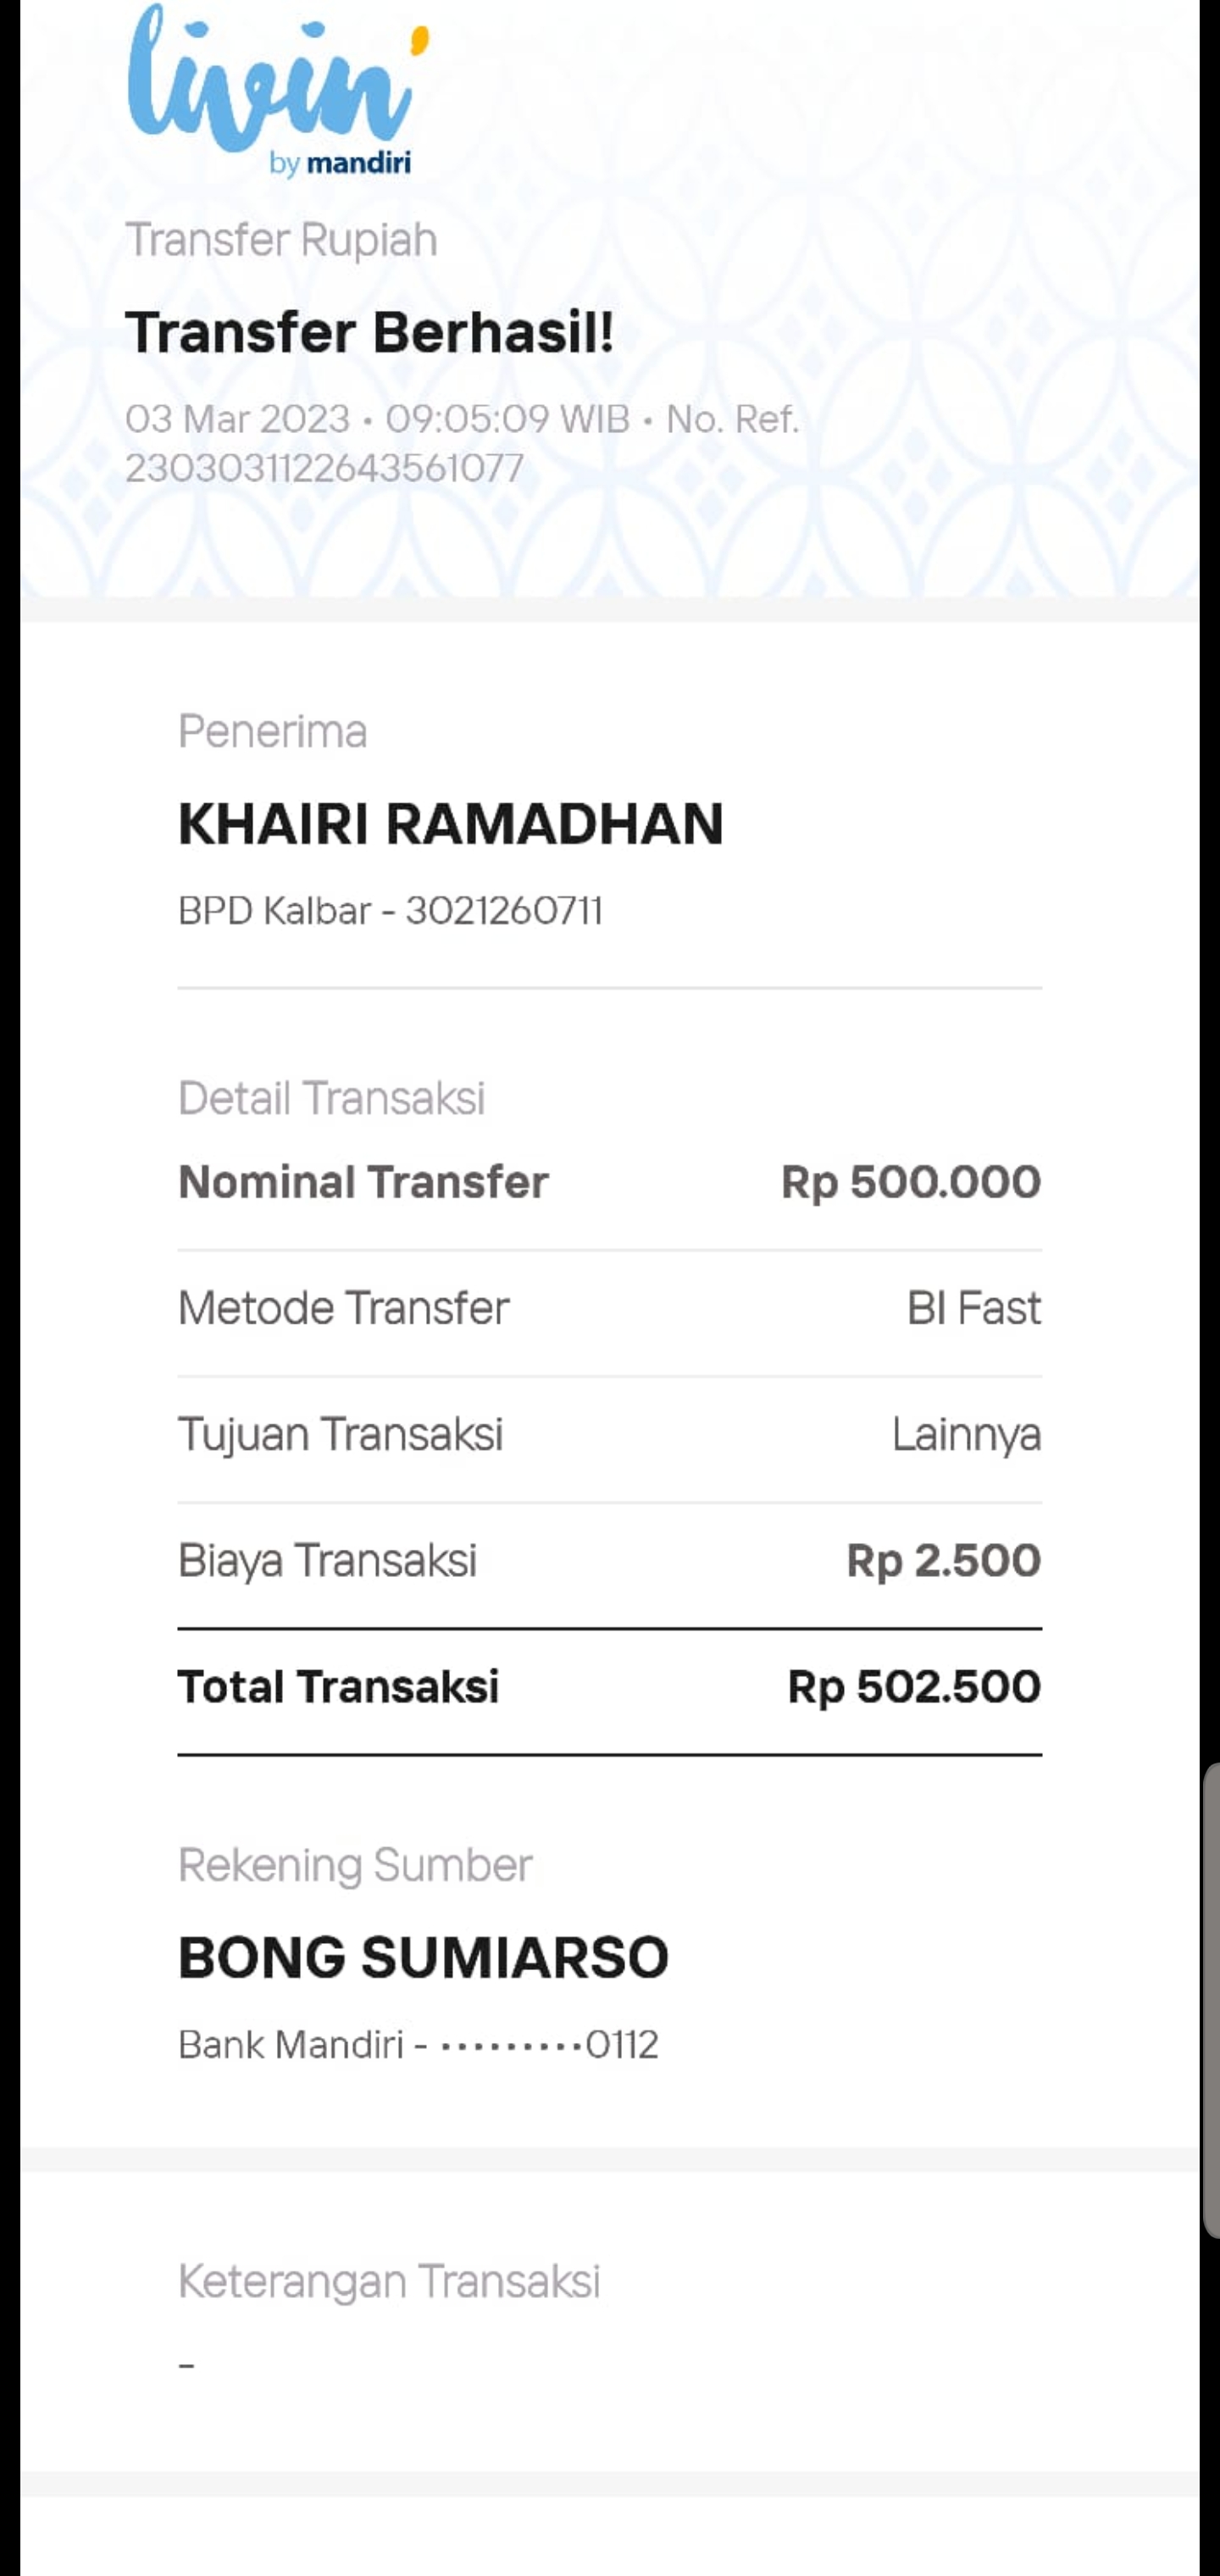 livin'
by mandiri
Transfer Rupiah
Transfer Berhasil!
03 Mar 2023 • 09:05:09 WIB • No. Ref.
2303031122643561077
Penerima
KHAIRI RAMADHAN
BPD Kalbar - 3021260711
Detail Transaksi
Nominal Transfer Rp 500.000
Metode Transfer BI Fast
Tujuan Transaksi Lainnya
Biaya Transaksi Rp 2.500
Total Transaksi Rp 502.500
Rekening Sumber
BONG SUMIARSO
Bank Mandiri - •••••••••0112
Keterangan Transaksi
-